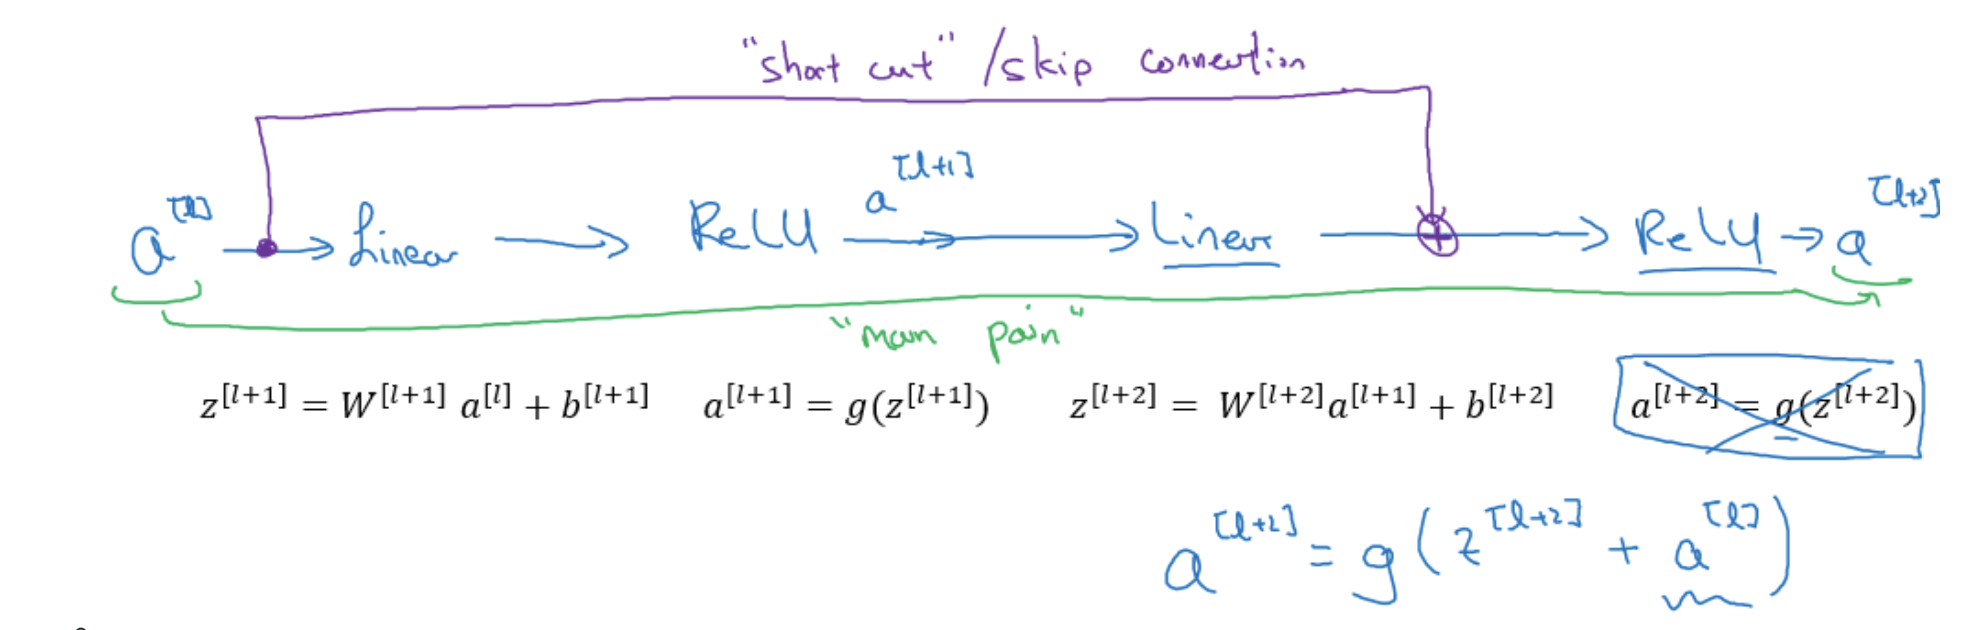 "short cut" / skip connection
a^[l] → Linear → ReLU a^[l+1] → Linear → ReLU → a^[l+2]
"main path"
z^[l+1] = W^[l+1] a^[l] + b^[l+1]   a^[l+1] = g(z^[l+1])   z^[l+2] = W^[l+2] a^[l+1] + b^[l+2]   a^[l+2] = g(z^[l+2])
a^[l+2] = g(z^[l+2] + a^[l])